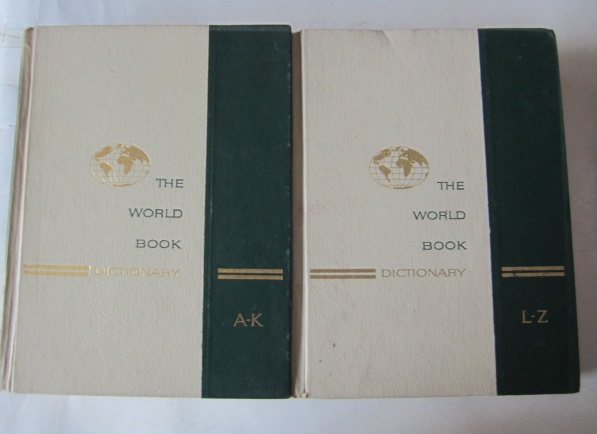 THE
WORLD
BOOK
DICTIONARY
A-K
THE
WORLD
BOOK
DICTIONARY
L-Z